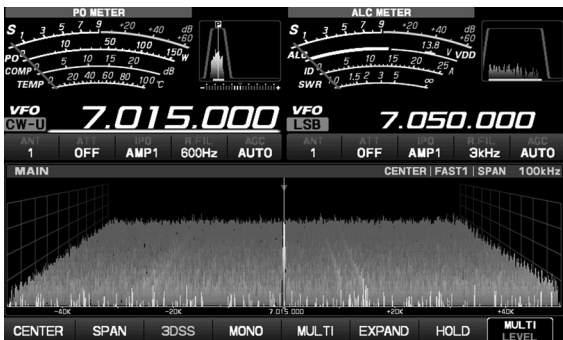 PO METER
S 1 3 5 7 9 +20 +40 +60 dB
PO 0 10 50 100 150 W
COMP 0 5 10 15 20 dB
TEMP 0 20 40 60 80 100 °C
P
ALC METER
S 1 3 5 7 9 +20 +40 +60 dB
ALC 13.8 V VDD
ID 0 5 10 15 20 25 A
SWR 1.0 1.5 2 3 5 ∞
VFO
CW-U 7.015.000
VFO
LSB 7.050.000
ANT ATT IPO R.FIL AGC ANT ATT IPO R.FIL AGC
1 OFF AMP1 600Hz AUTO 1 OFF AMP1 3kHz AUTO
MAIN CENTER | FAST1 | SPAN 100kHz
-40K -20K 7.015.000 +20K +40K
CENTER SPAN 3DSS MONO MULTI EXPAND HOLD MULTI
LEVEL